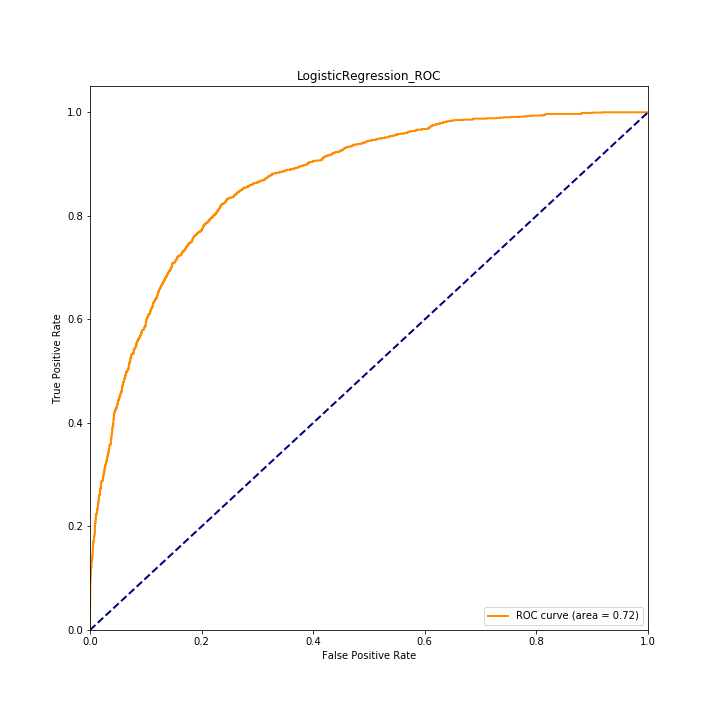 LogisticRegression_ROC
1.0
0.8
0.6
0.4
0.2
0.0
True Positive Rate
ROC curve (area = 0.72)
0.0 0.2 0.4 0.6 0.8 1.0
False Positive Rate